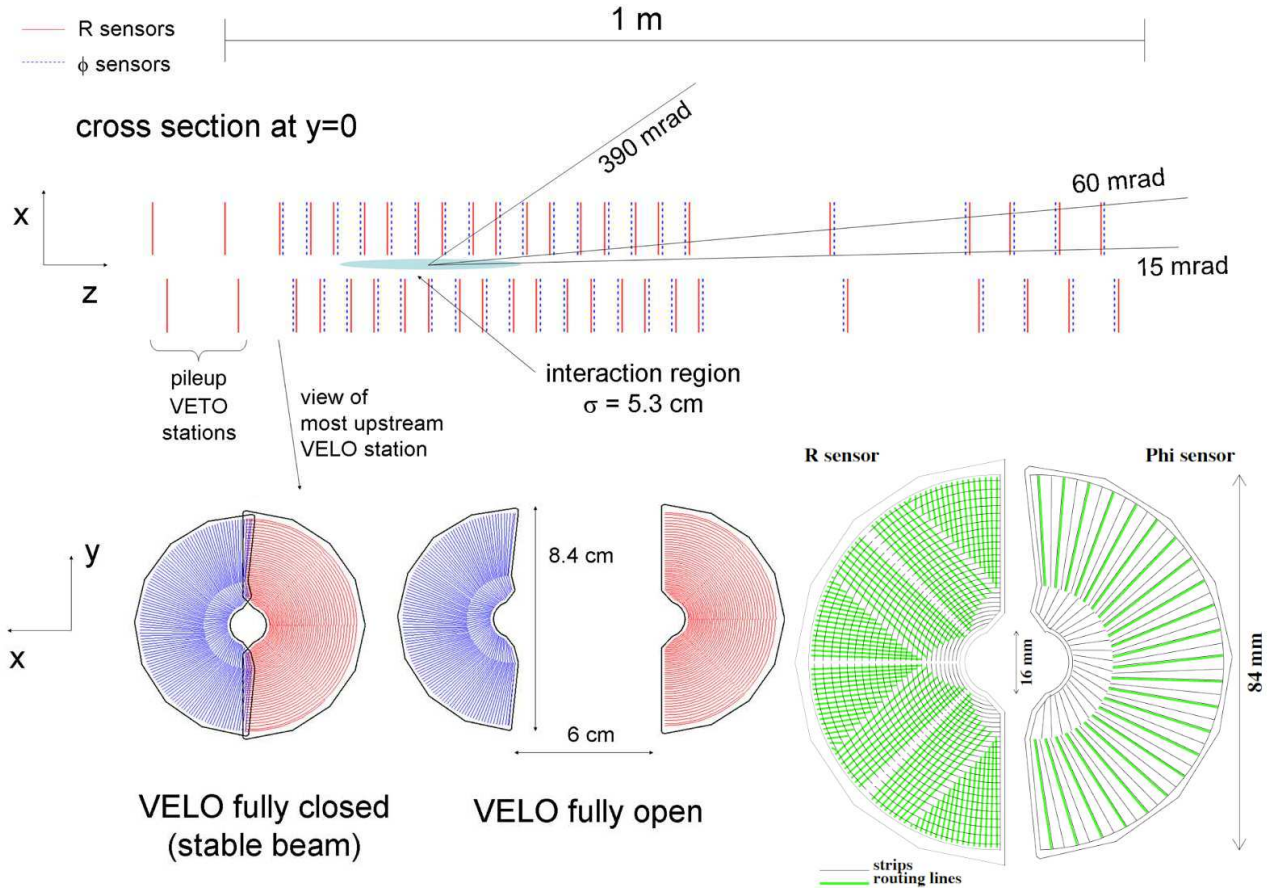 1 m
R sensors
ϕ sensors
cross section at y=0
390 mrad
60 mrad
15 mrad
x
z
pileup
VETO
stations
view of
most upstream
VELO station
interaction region
σ = 5.3 cm
R sensor
Phi sensor
y
x
8.4 cm
6 cm
16 mm
84 mm
VELO fully closed
(stable beam)
VELO fully open
strips
routing lines